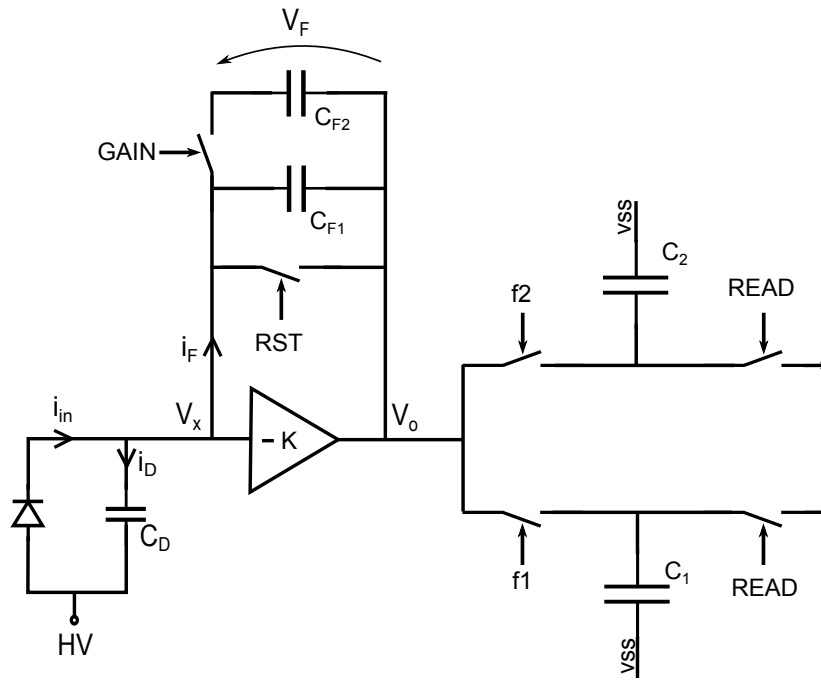 V_F
C_F2
GAIN
C_F1
vss
C_2
f2
READ
RST
i_F
i_in
V_x
V_o
– K
i_D
C_D
f1
C_1
READ
HV
vss